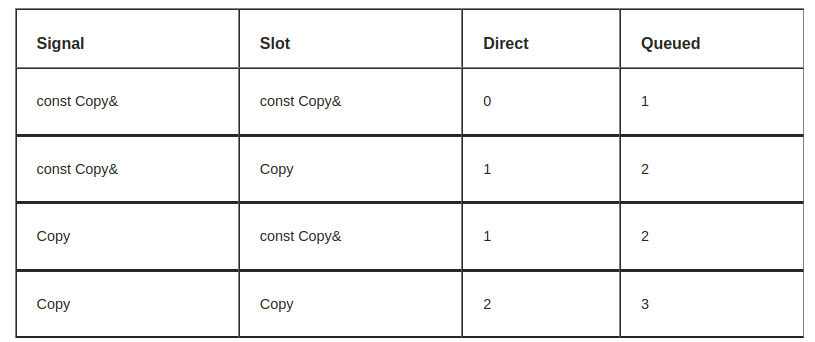 Signal Slot Direct Queued
const Copy& const Copy& 0 1
const Copy& Copy 1 2
Copy const Copy& 1 2
Copy Copy 2 3